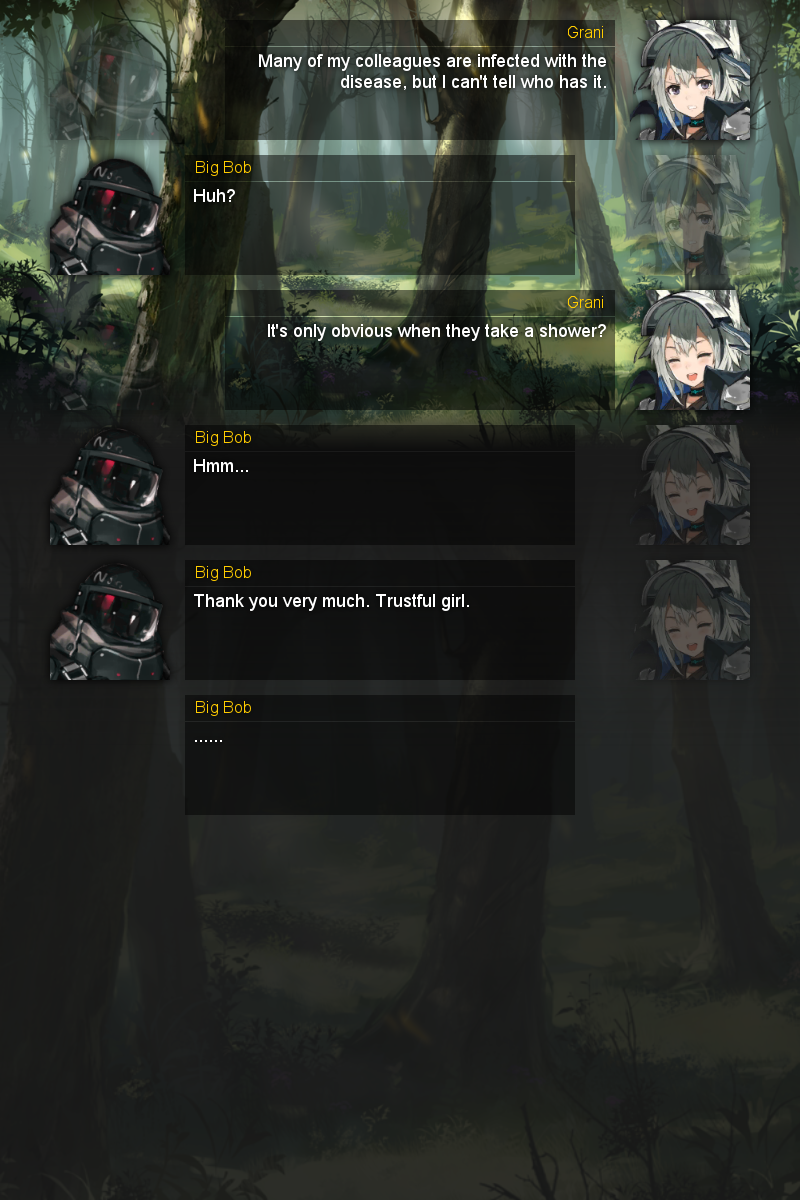 Grani
Many of my colleagues are infected with the
disease, but I can't tell who has it.
Big Bob
Huh?
Grani
It's only obvious when they take a shower?
Big Bob
Hmm...
Big Bob
Thank you very much. Trustful girl.
Big Bob
......